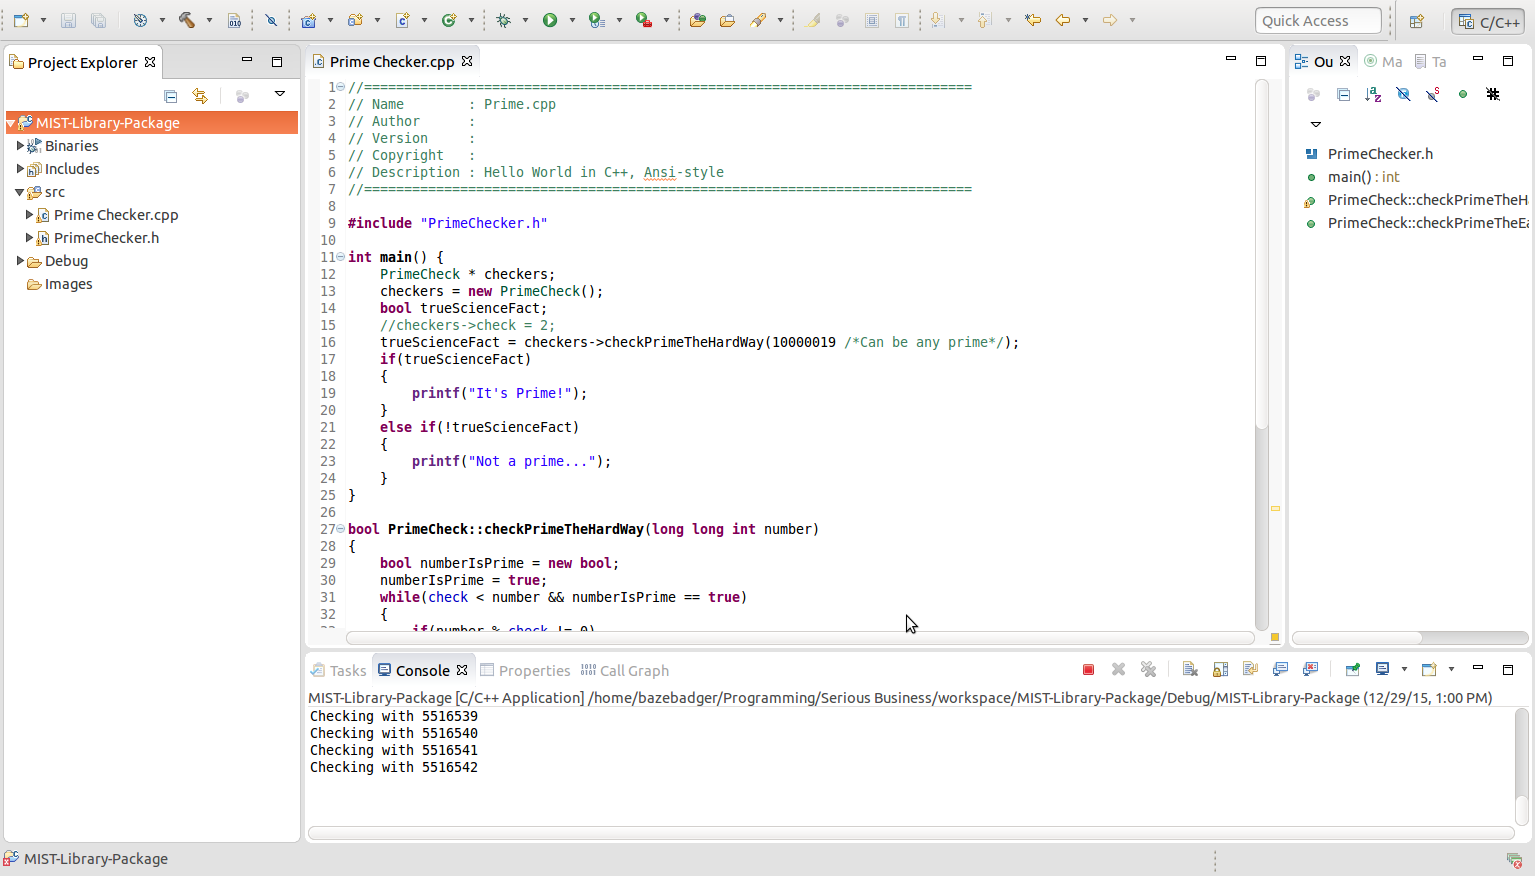 Quick Access
C/C++
Project Explorer
MIST-Library-Package
Binaries
Includes
src
Prime Checker.cpp
PrimeChecker.h
Debug
Images
Prime Checker.cpp
1 //============================================================================
2 // Name        : Prime.cpp
3 // Author      :
4 // Version     :
5 // Copyright   :
6 // Description : Hello World in C++, Ansi-style
7 //============================================================================
8
9 #include "PrimeChecker.h"
10
11 int main() {
12     PrimeCheck * checkers;
13     checkers = new PrimeCheck();
14     bool trueScienceFact;
15     //checkers->check = 2;
16     trueScienceFact = checkers->checkPrimeTheHardWay(10000019 /*Can be any prime*/);
17     if(trueScienceFact)
18     {
19         printf("It's Prime!");
20     }
21     else if(!trueScienceFact)
22     {
23         printf("Not a prime...");
24     }
25 }
26
27 bool PrimeCheck::checkPrimeTheHardWay(long long int number)
28 {
29     bool numberIsPrime = new bool;
30     numberIsPrime = true;
31     while(check < number && numberIsPrime == true)
32     {
if(number % check != 0)
Ou
Ma
Ta
PrimeChecker.h
main() : int
PrimeCheck::checkPrimeTheH
PrimeCheck::checkPrimeTheEa
Tasks
Console
Properties
Call Graph
MIST-Library-Package [C/C++ Application] /home/bazebadger/Programming/Serious Business/workspace/MIST-Library-Package/Debug/MIST-Library-Package (12/29/15, 1:00 PM)
Checking with 5516539
Checking with 5516540
Checking with 5516541
Checking with 5516542
MIST-Library-Package